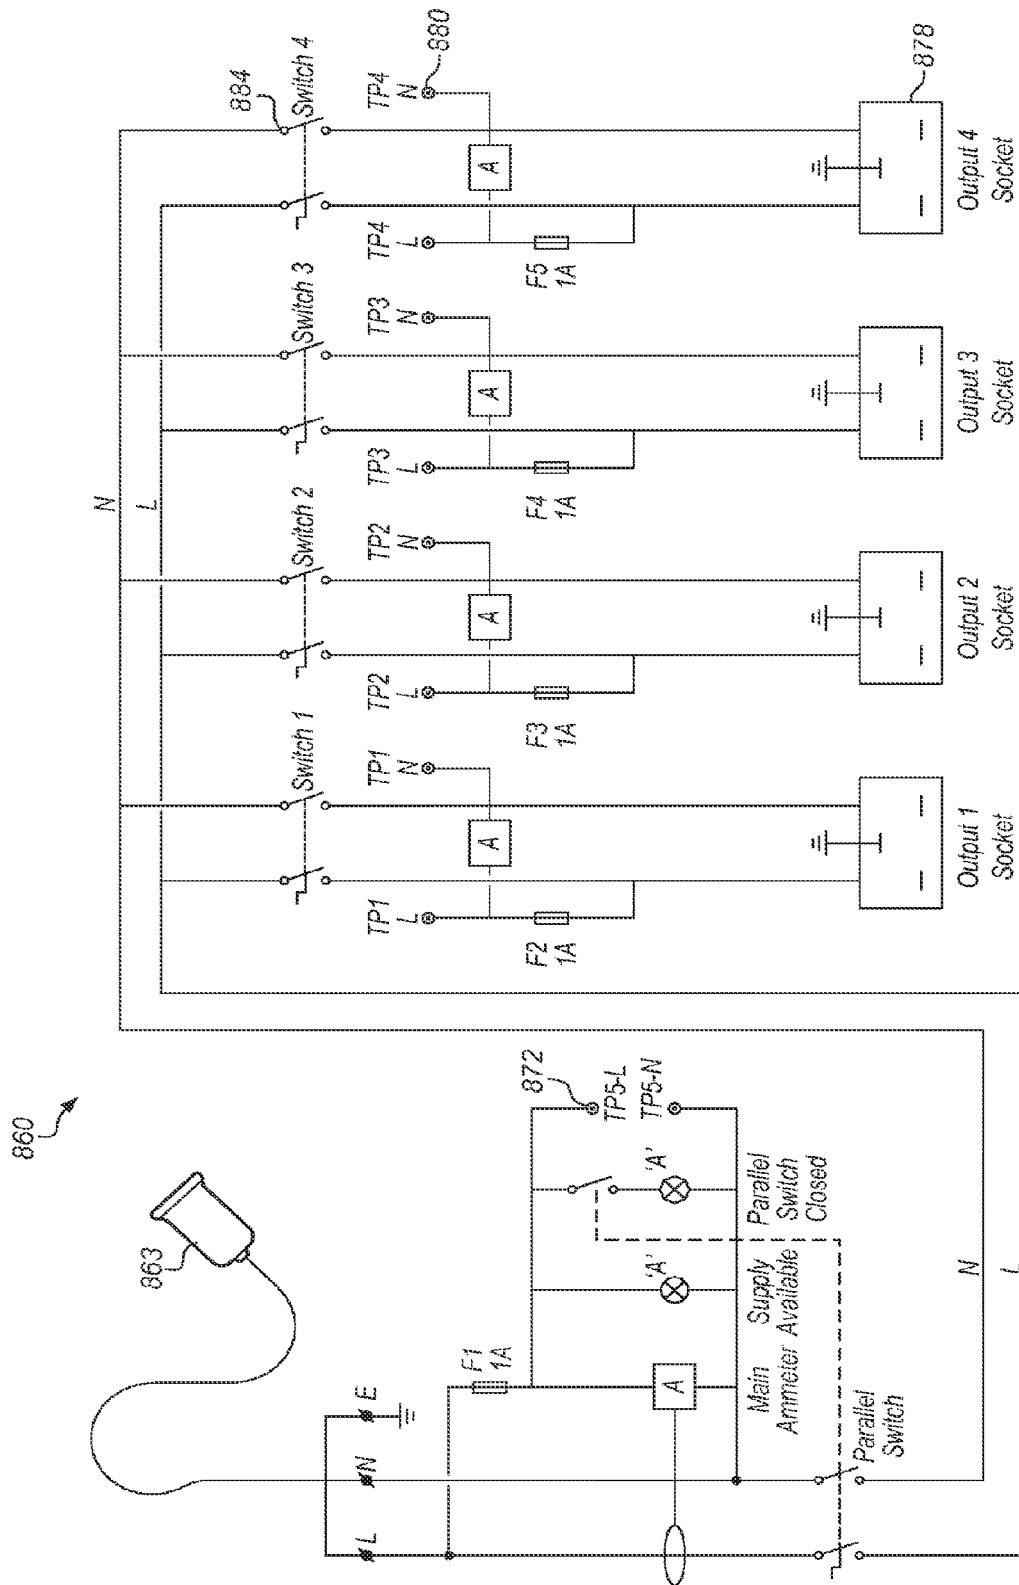 860
863
L
N
E
F1
1A
A
Main
Ammeter
'A'
Supply
Available
'A'
Parallel
Switch
Closed
872
TP5-L
TP5-N
Parallel
Switch
N
L
N
L
Switch 1
Switch 2
Switch 3
Switch 4
884
TP1
L
TP1
N
A
F2
1A
Output 1
Socket
TP2
L
TP2
N
A
F3
1A
Output 2
Socket
TP3
L
TP3
N
A
F4
1A
Output 3
Socket
TP4
L
TP4
N
880
A
F5
1A
878
Output 4
Socket